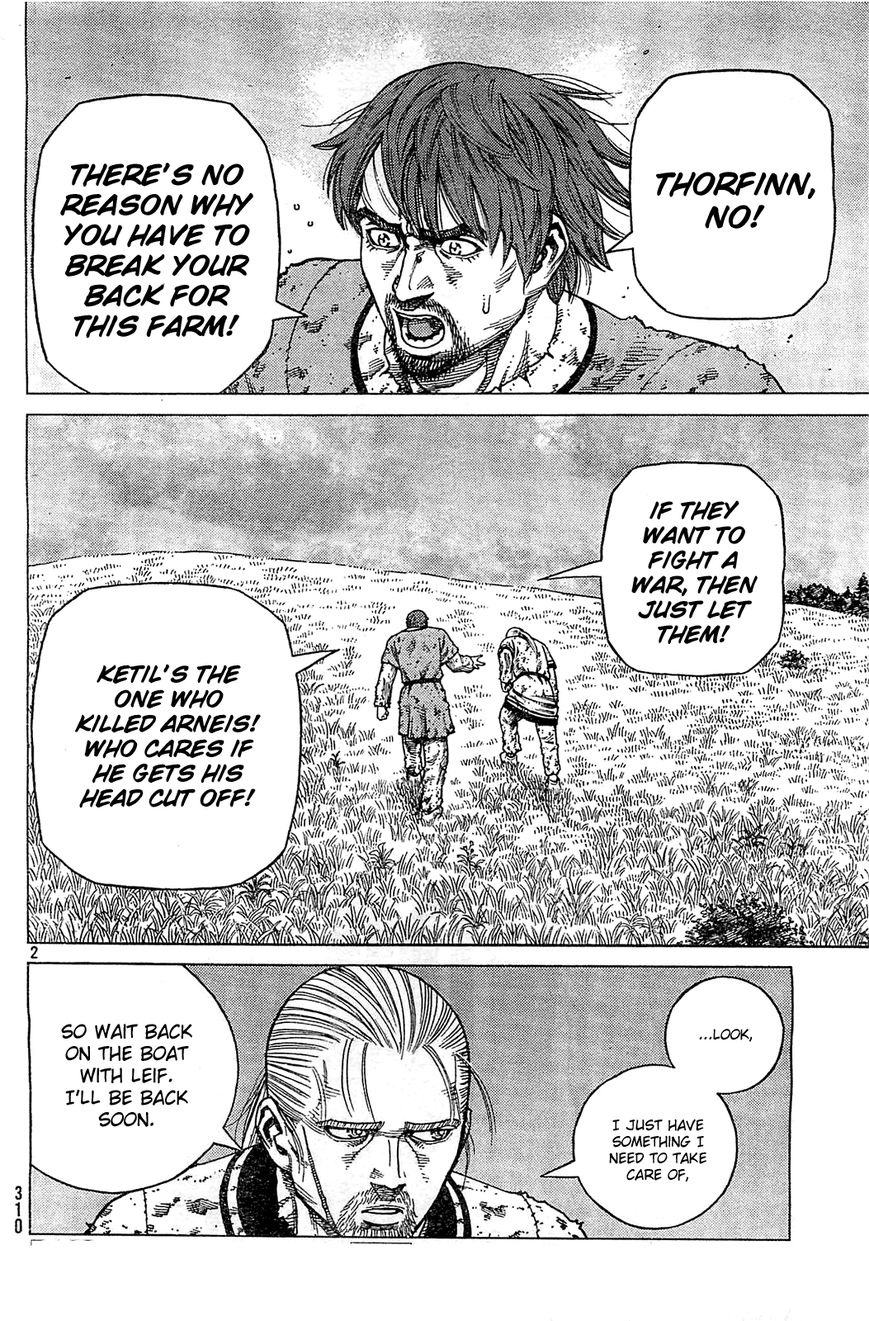 THORFINN,
NO!
THERE'S NO
REASON WHY
YOU HAVE TO
BREAK YOUR
BACK FOR
THIS FARM!
IF THEY
WANT TO
FIGHT A
WAR, THEN
JUST LET
THEM!
KETIL'S THE
ONE WHO
KILLED ARNEIS!
WHO CARES IF
HE GETS HIS
HEAD CUT OFF!
2
...LOOK,
I JUST HAVE
SOMETHING I
NEED TO TAKE
CARE OF,
SO WAIT BACK
ON THE BOAT
WITH LEIF.
I'LL BE BACK
SOON.
310